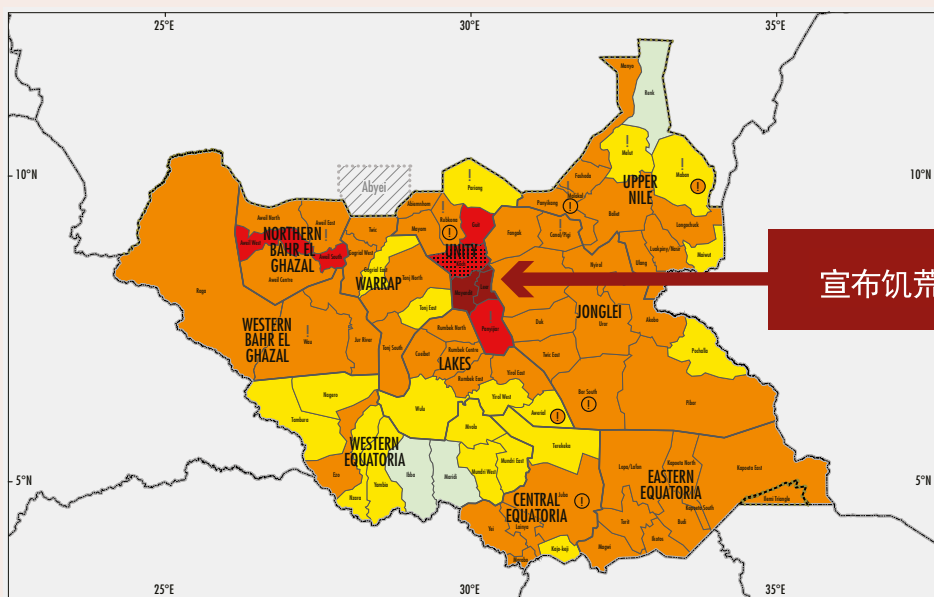 25°E 30°E 35°E
10°N 10°N
5°N 5°N
25°E 30°E 35°E
Manyo
Renk
Melut
Maban
Fashoda
UPPER
NILE
Abyei
Pariang
Panyikang
Malakal
Baliet
Longochuk
Abiemnhom
Rubkona
Mayom
Guit
Fangak
Canal/Pigi
Luakpiny/Nasir
Maiwut
Ulang
Nyirol
Aweil North
Aweil East
Aweil West
Aweil South
Aweil Centre
NORTHERN
BAHR EL
GHAZAL
Twic
Gogrial West
Gogrial East
Tonj North
WARRAP
Tonj East
Tonj South
UNITY
Mayendit
Leer
Panyijiar
宣布饥荒
JONGLEI
Uror
Akobo
Duk
Pochalla
Twic East
Bor South
Pibor
Raga
WESTERN
BAHR EL
GHAZAL
Wau
Jur River
Rumbek North
Cueibet
Rumbek Centre
LAKES
Rumbek East
Yirol East
Yirol West
Awerial
Wulu
Nagero
Tambura
WESTERN
EQUATORIA
Ezo
Nzara
Yambio
Ibba
Maridi
Mvolo
Mundri West
Mundri East
Terekeka
CENTRAL
EQUATORIA
Juba
Yei
Lainya
Morobo
Kajo-keji
Lopa/Lafon
Kapoeta North
Kapoeta East
EASTERN
EQUATORIA
Kapoeta South
Torit
Budi
Ikotos
Magwi
Ilemi Triangle